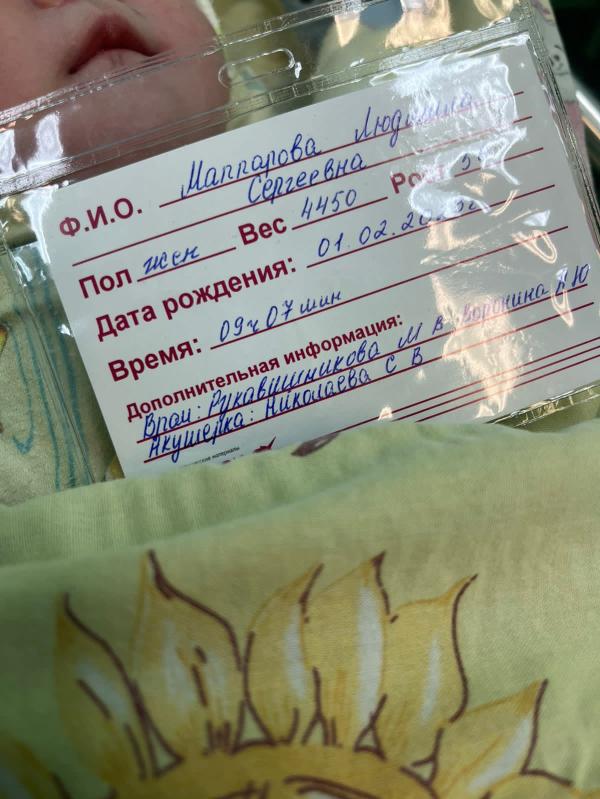 Ф.И.О. Маппарова Людмила
Сергеевна
Пол жен Вес 4450 Рост
Дата рождения: 01.02.
Время: 09ч 07 мин
Дополнительная информация:
Врач: Рукавишникова М В Воронина
Акушерка: Николаева С В
материалы